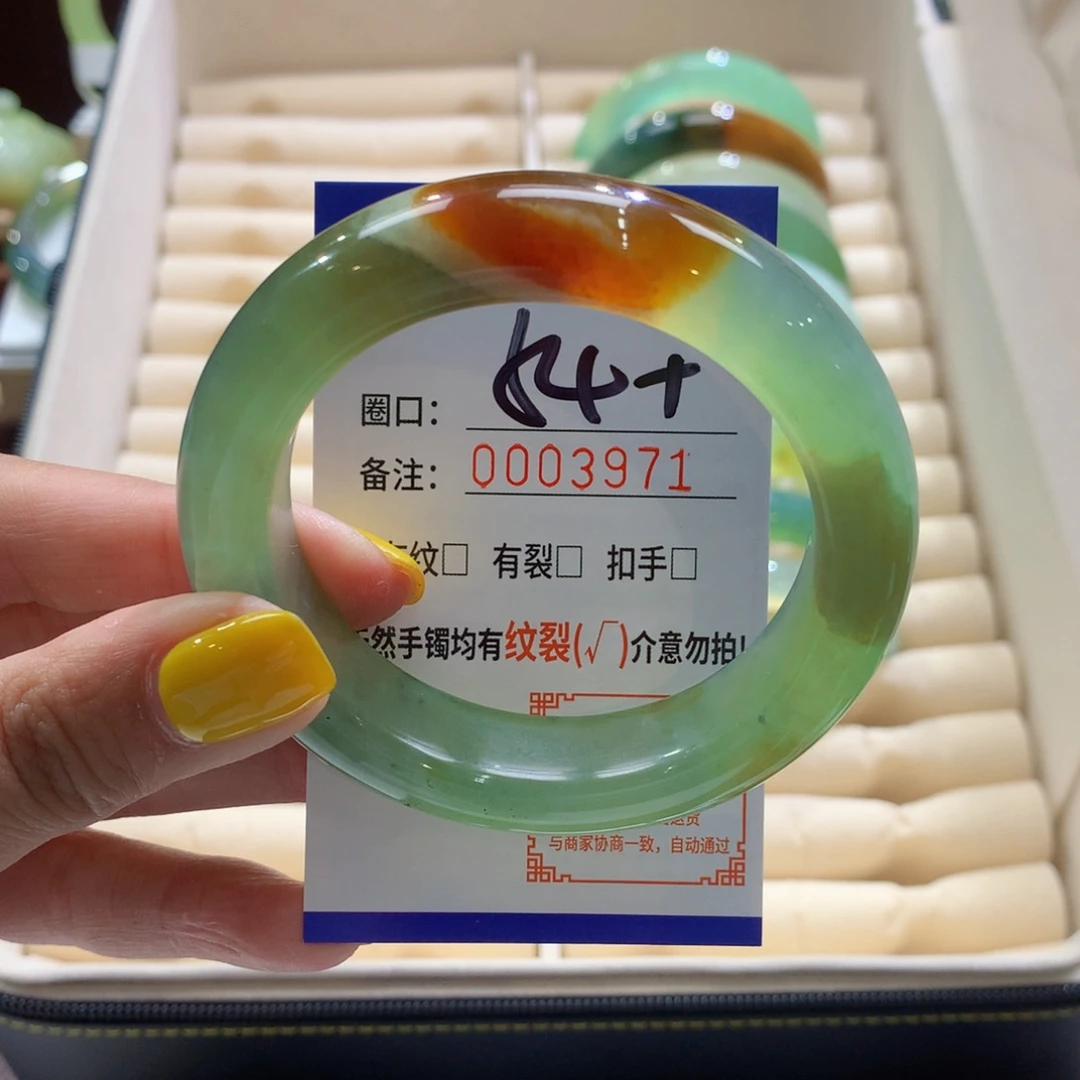 圈口： 54+
备注： 0003971
纹□ 有裂□ 扣手□
然手镯均有纹裂(√)介意勿拍!
与商家协商一致，自动通过